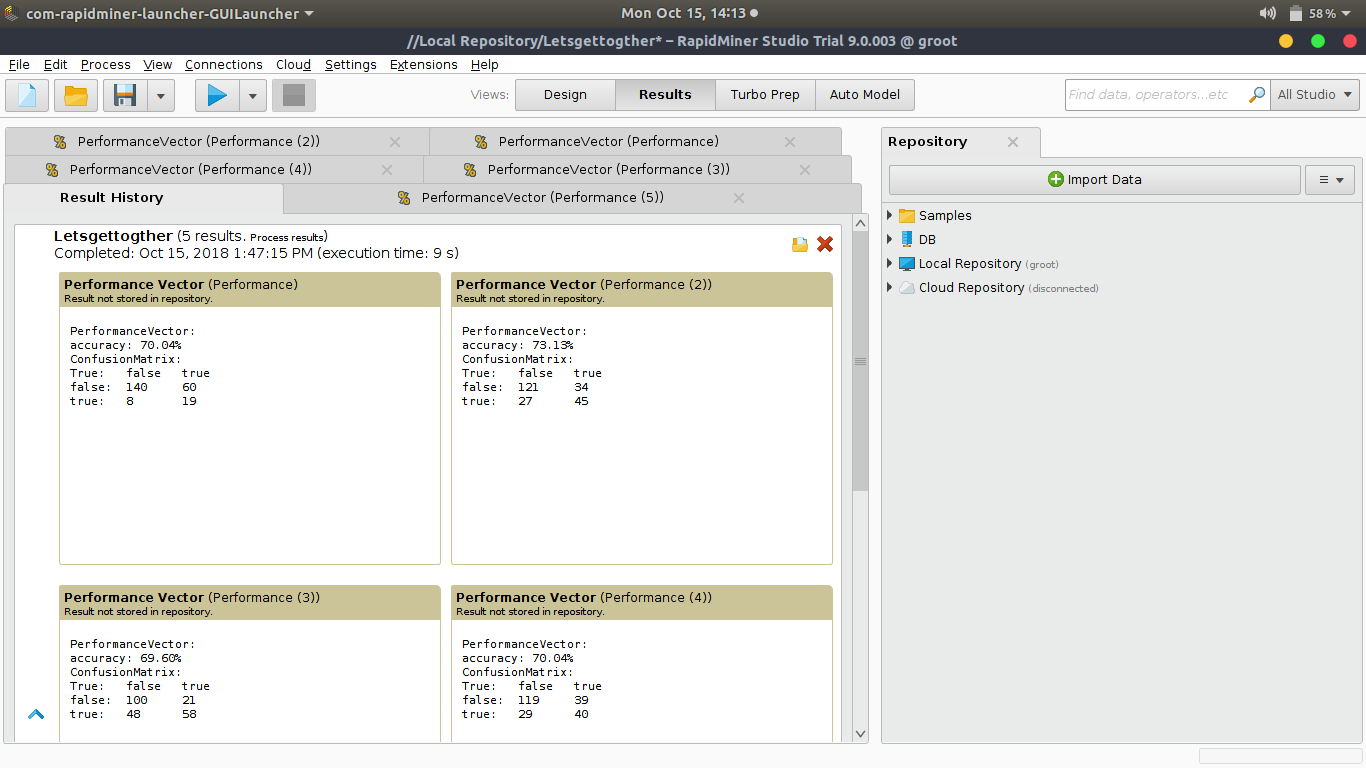 com-rapidminer-launcher-GUILauncher
Mon Oct 15, 14:13
58%
//Local Repository/Letsgettogther* – RapidMiner Studio Trial 9.0.003 @ groot
File Edit Process View Connections Cloud Settings Extensions Help
Views: Design Results Turbo Prep Auto Model
Find data, operators...etc
All Studio
PerformanceVector (Performance (2))
PerformanceVector (Performance)
PerformanceVector (Performance (4))
PerformanceVector (Performance (3))
Result History
PerformanceVector (Performance (5))
Letsgettogther (5 results. Process results)
Completed: Oct 15, 2018 1:47:15 PM (execution time: 9 s)
Performance Vector (Performance)
Result not stored in repository.
PerformanceVector:
accuracy: 70.04%
ConfusionMatrix:
True: false true
false: 140 60
true: 8 19
Performance Vector (Performance (2))
Result not stored in repository.
PerformanceVector:
accuracy: 73.13%
ConfusionMatrix:
True: false true
false: 121 34
true: 27 45
Performance Vector (Performance (3))
Result not stored in repository.
PerformanceVector:
accuracy: 69.60%
ConfusionMatrix:
True: false true
false: 100 21
true: 48 58
Performance Vector (Performance (4))
Result not stored in repository.
PerformanceVector:
accuracy: 70.04%
ConfusionMatrix:
True: false true
false: 119 39
true: 29 40
Repository
Import Data
Samples
DB
Local Repository (groot)
Cloud Repository (disconnected)